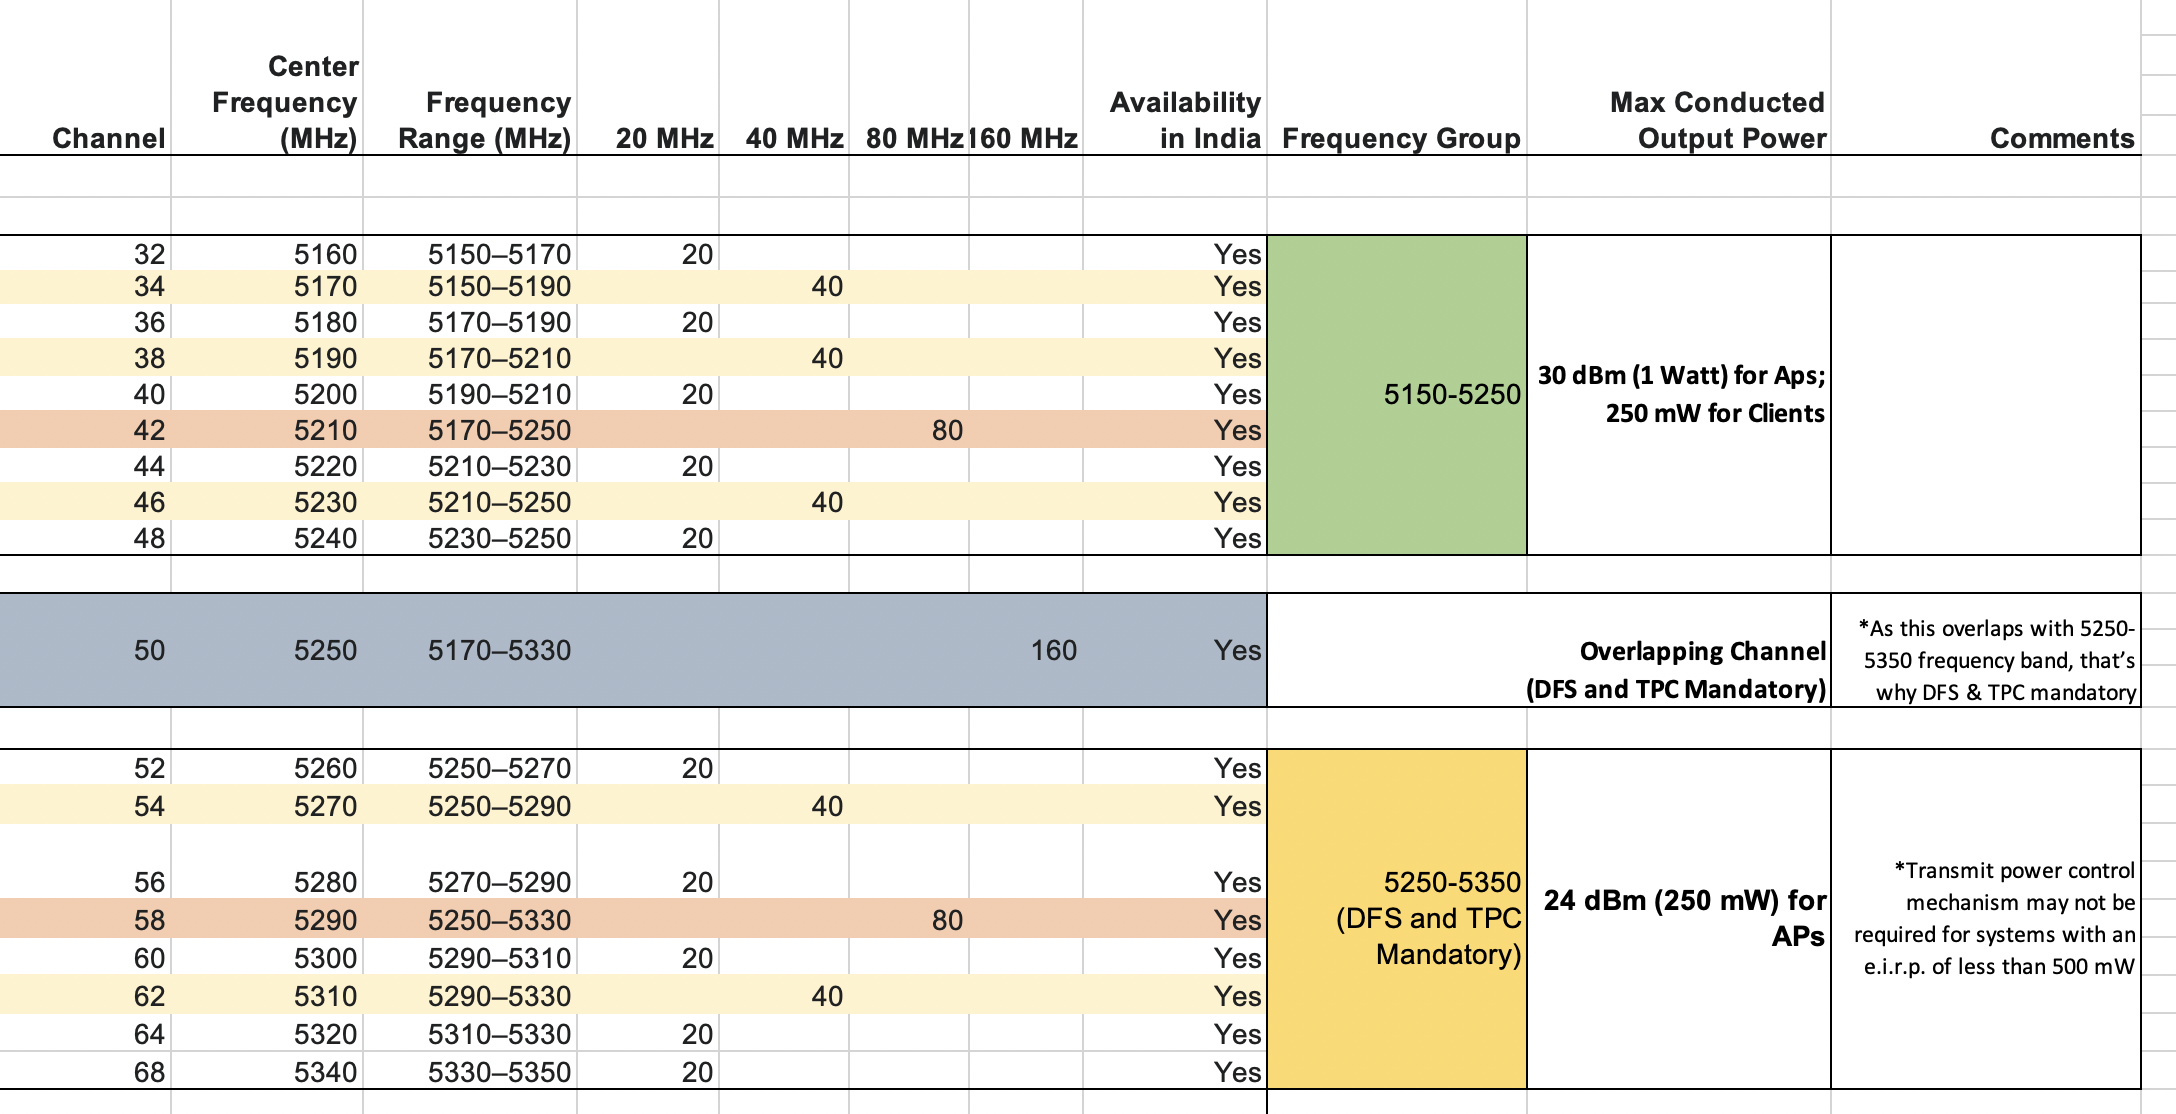 Channel Center Frequency (MHz) Frequency Range (MHz) 20 MHz 40 MHz 80 MHz 160 MHz Availability in India Frequency Group Max Conducted Output Power Comments
32 5160 5150–5170 20 Yes
34 5170 5150–5190 40 Yes
36 5180 5170–5190 20 Yes
38 5190 5170–5210 40 Yes
40 5200 5190–5210 20 Yes
42 5210 5170–5250 80 Yes
44 5220 5210–5230 20 Yes
46 5230 5210–5250 40 Yes
48 5240 5230–5250 20 Yes
5150-5250
30 dBm (1 Watt) for Aps;
250 mW for Clients
50 5250 5170–5330 160 Yes
Overlapping Channel
(DFS and TPC Mandatory)
*As this overlaps with 5250-
5350 frequency band, that’s
why DFS & TPC mandatory
52 5260 5250–5270 20 Yes
54 5270 5250–5290 40 Yes
56 5280 5270–5290 20 Yes
58 5290 5250–5330 80 Yes
60 5300 5290–5310 20 Yes
62 5310 5290–5330 40 Yes
64 5320 5310–5330 20 Yes
68 5340 5330–5350 20 Yes
5250-5350
(DFS and TPC
Mandatory)
24 dBm (250 mW) for
APs
*Transmit power control
mechanism may not be
required for systems with an
e.i.r.p. of less than 500 mW